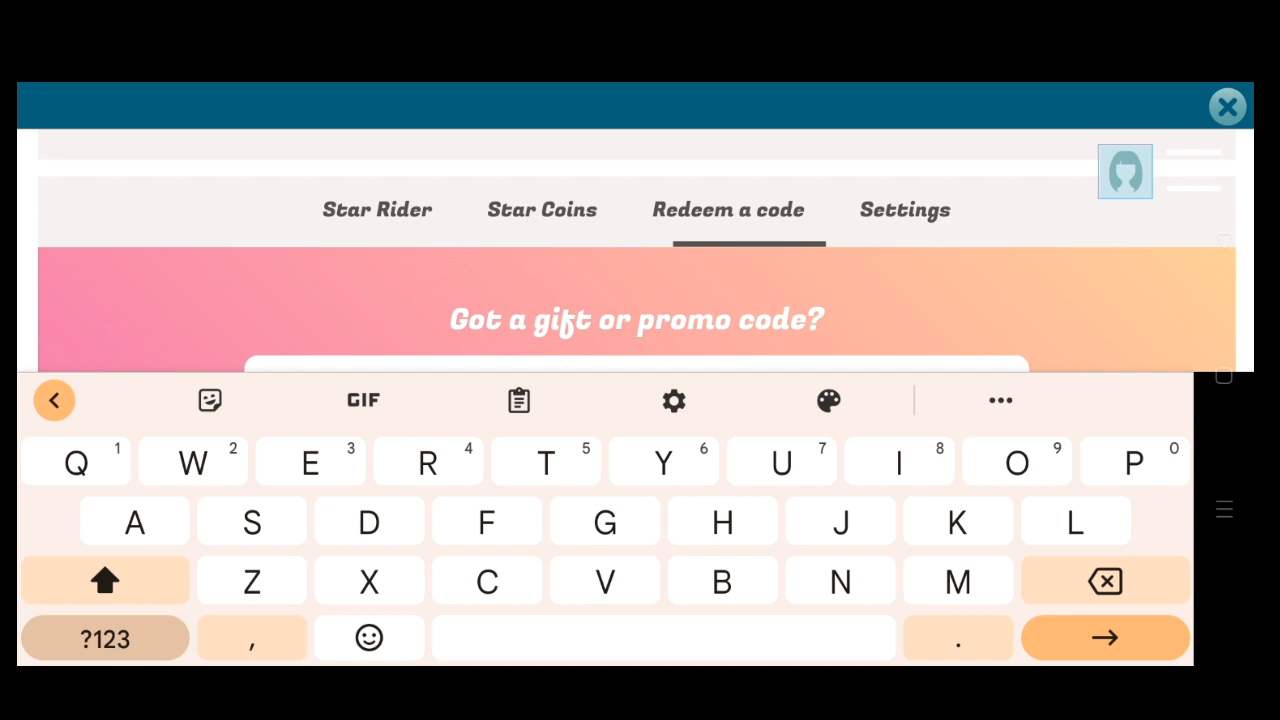 Star Rider Star Coins Redeem a code Settings
Got a gift or promo code?
GIF
Q 1 W 2 E 3 R 4 T 5 Y 6 U 7 I 8 O 9 P 0
A S D F G H J K L
Z X C V B N M
?123 , .